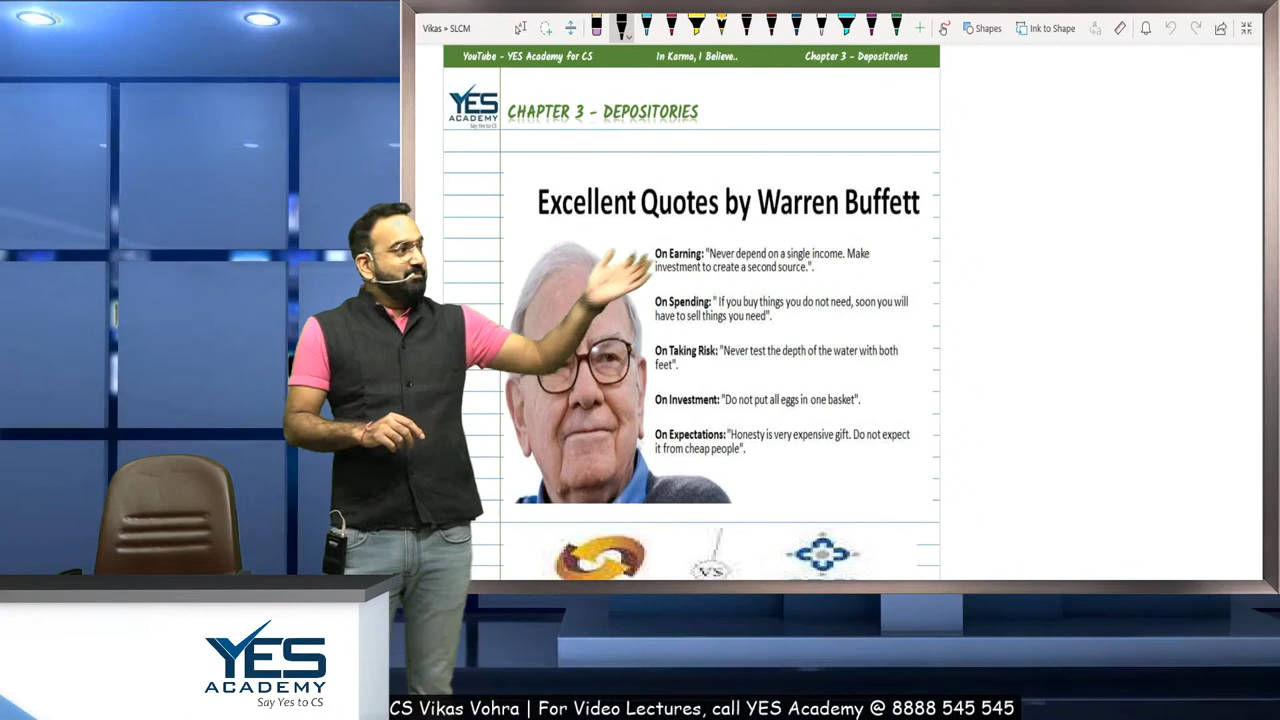 Vikas » SLCM
Shapes
Ink to Shape
YouTube - YES Academy for CS
In Karma, I Believe..
Chapter 3 – Depositories
YES
ACADEMY
Say Yes to CS
CHAPTER 3 – DEPOSITORIES
Excellent Quotes by Warren Buffett
On Earning: "Never depend on a single income. Make
investment to create a second source.".
On Spending: " If you buy things you do not need, soon you will
have to sell things you need".
On Taking Risk: "Never test the depth of the water with both
feet".
On Investment: "Do not put all eggs in one basket".
On Expectations: "Honesty is very expensive gift. Do not expect
it from cheap people".
VS
YES
ACADEMY
Say Yes to CS
CS Vikas Vohra | For Video Lectures, call YES Academy @ 8888 545 545